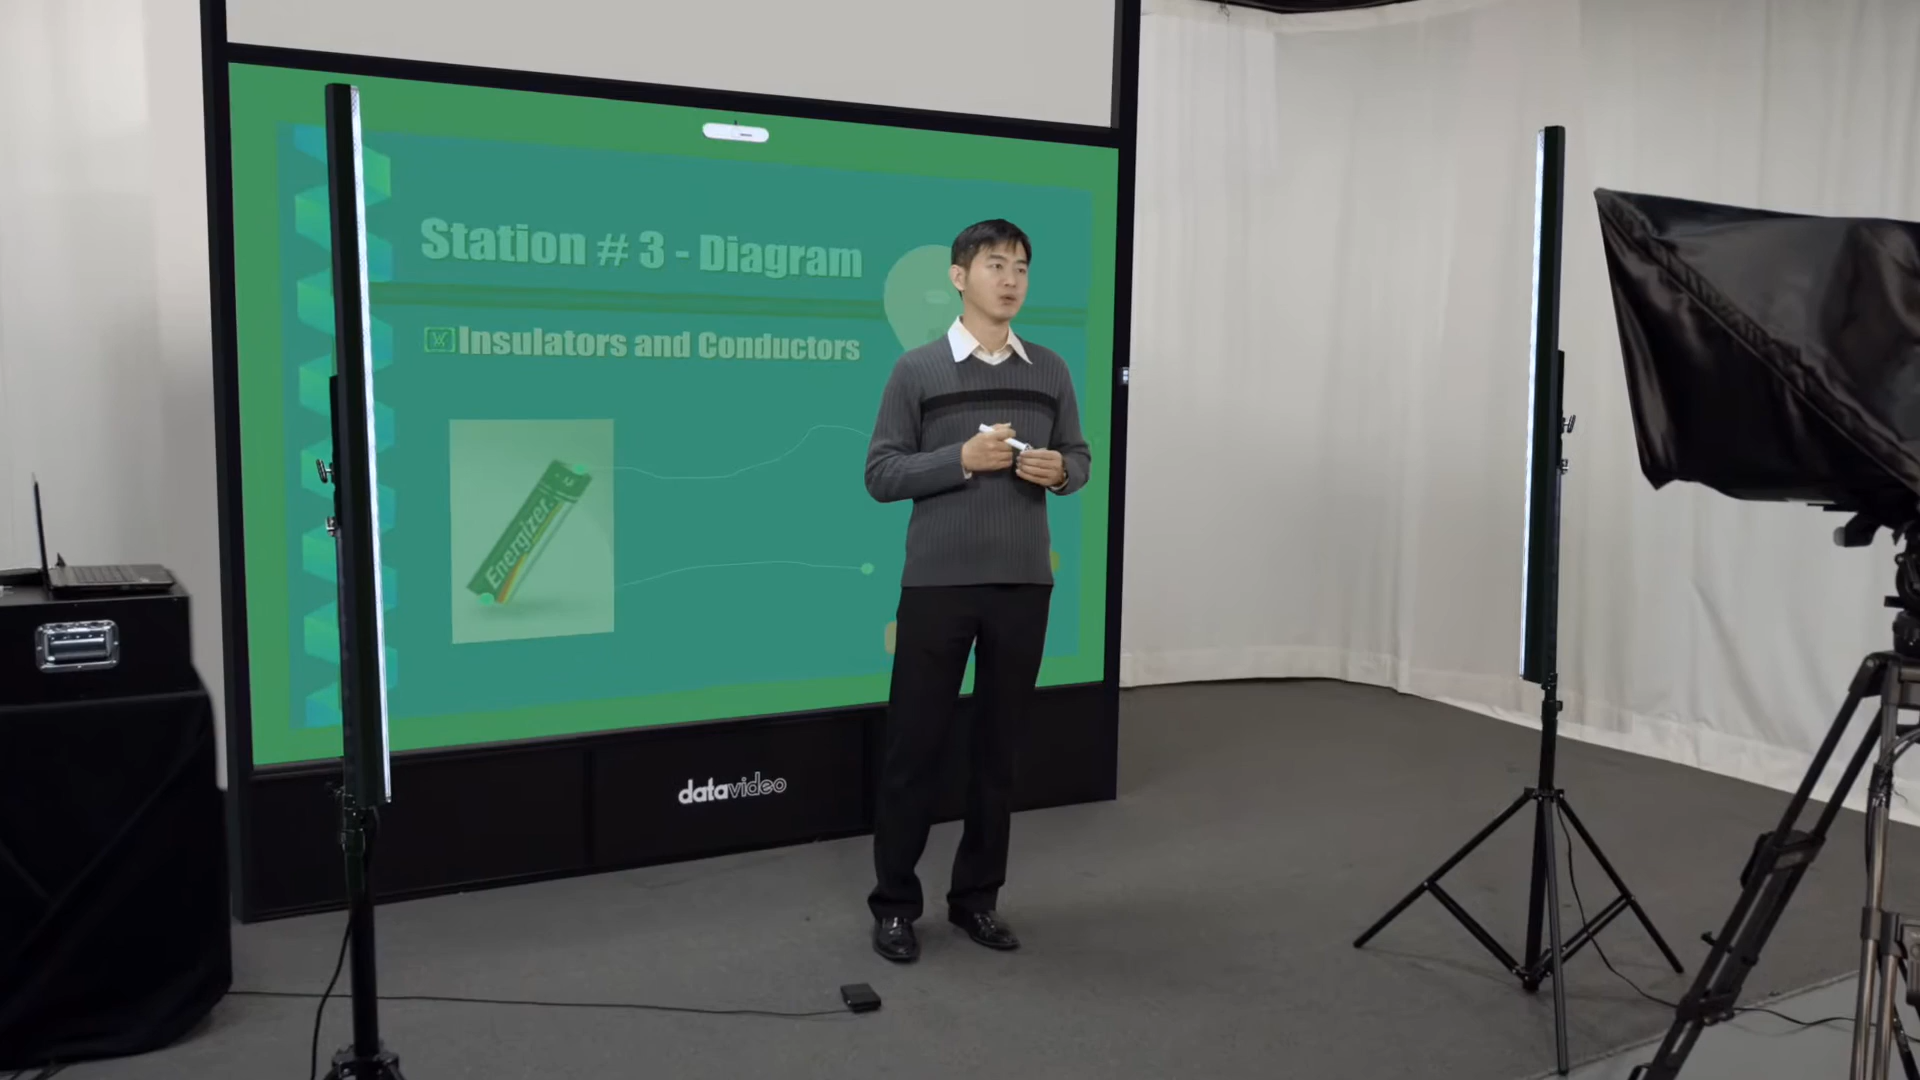 Station # 3 - Diagram
Insulators and Conductors
Energizer
datavideo